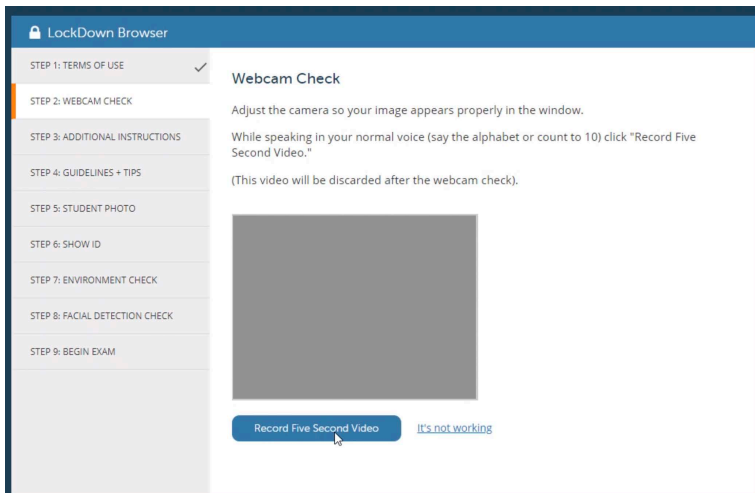 LockDown Browser
STEP 1: TERMS OF USE
STEP 2: WEBCAM CHECK
STEP 3: ADDITIONAL INSTRUCTIONS
STEP 4: GUIDELINES + TIPS
STEP 5: STUDENT PHOTO
STEP 6: SHOW ID
STEP 7: ENVIRONMENT CHECK
STEP 8: FACIAL DETECTION CHECK
STEP 9: BEGIN EXAM
Webcam Check
Adjust the camera so your image appears properly in the window.
While speaking in your normal voice (say the alphabet or count to 10) click "Record Five
Second Video."
(This video will be discarded after the webcam check).
Record Five Second Video
It's not working